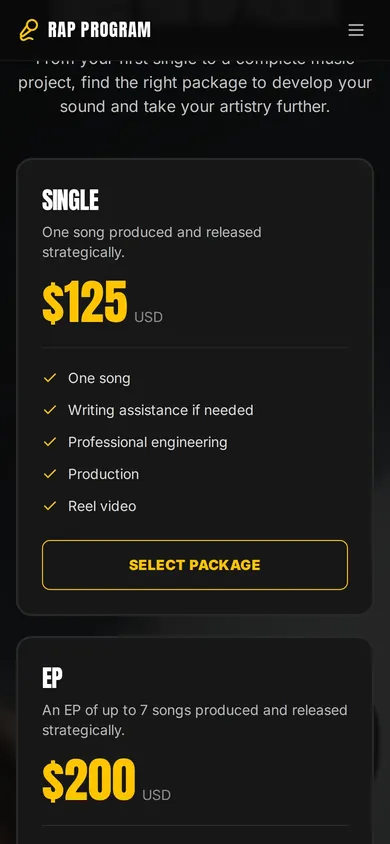 RAP PROGRAM
From your first single to a complete music
project, find the right package to develop your
sound and take your artistry further.
SINGLE
One song produced and released
strategically.
$125 USD
One song
Writing assistance if needed
Professional engineering
Production
Reel video
SELECT PACKAGE
EP
An EP of up to 7 songs produced and released
strategically.
$200 USD